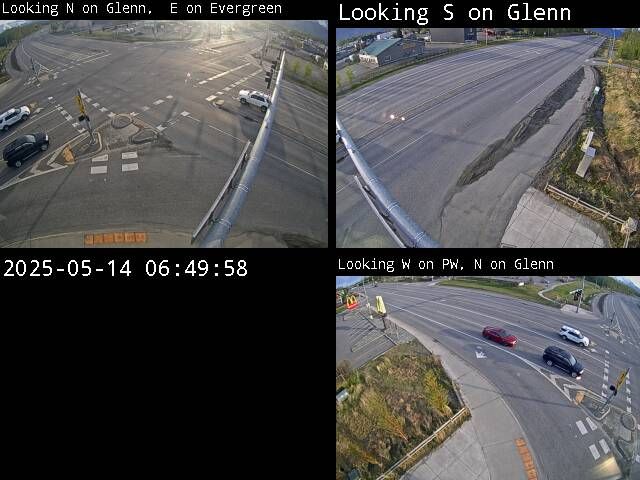 Looking N on Glenn,  E on Evergreen
Looking S on Glenn
2025-05-14 06:49:58
Looking W on PW, N on Glenn